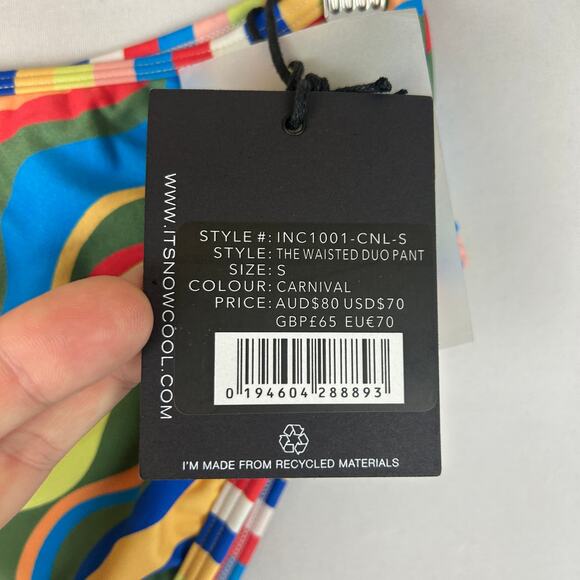 WWW.ITSNOWCOOL.COM
STYLE #: INC1001-CNL-S
STYLE: THE WAISTED DUO PANT
SIZE: S
COLOUR: CARNIVAL
PRICE: AUD$80 USD$70
GBP£65 EU€70
0 194604 288893
I'M MADE FROM RECYCLED MATERIALS